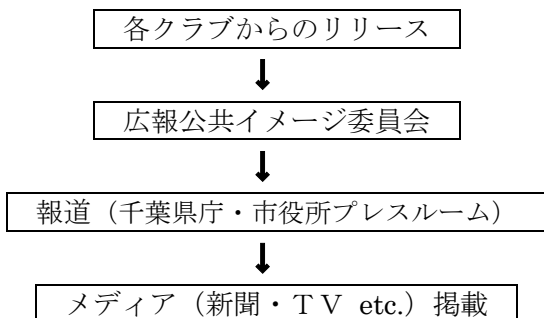 各クラブからのリリース
広報公共イメージ委員会
報道（千葉県庁・市役所プレスルーム）
メディア（新聞・ＴＶ etc.）掲載